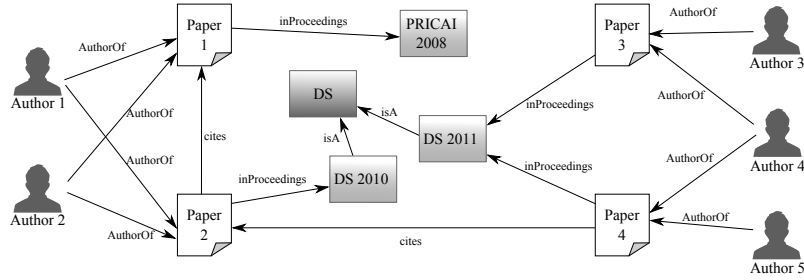 AuthorOf
Paper
1
inProceedings
PRICAI
2008
Paper
3
AuthorOf
Author 3
Author 1
AuthorOf
AuthorOf
cites
DS
isA
isA
DS 2011
inProceedings
AuthorOf
Author 4
Author 2
AuthorOf
Paper
2
inProceedings
DS 2010
inProceedings
AuthorOf
Paper
4
AuthorOf
Author 5
cites